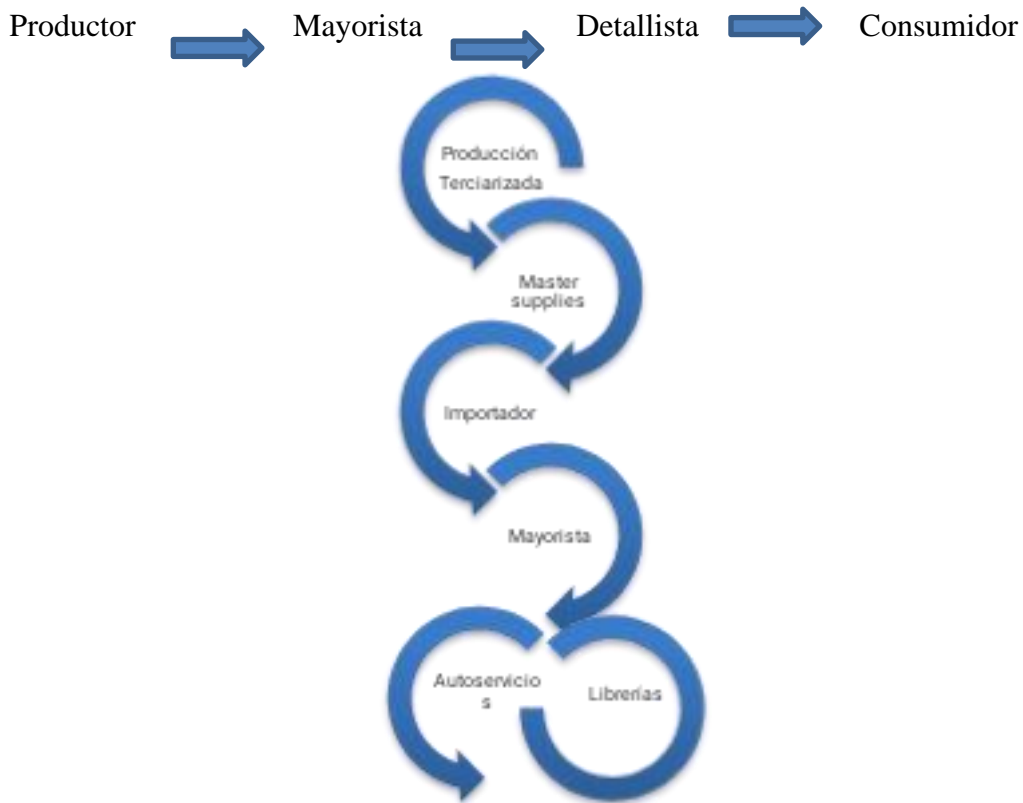 Productor Mayorista Detallista Consumidor
Producción
Terciarizada
Master
supplies
Importador
Mayorista
Autoservicio
s
Librerías